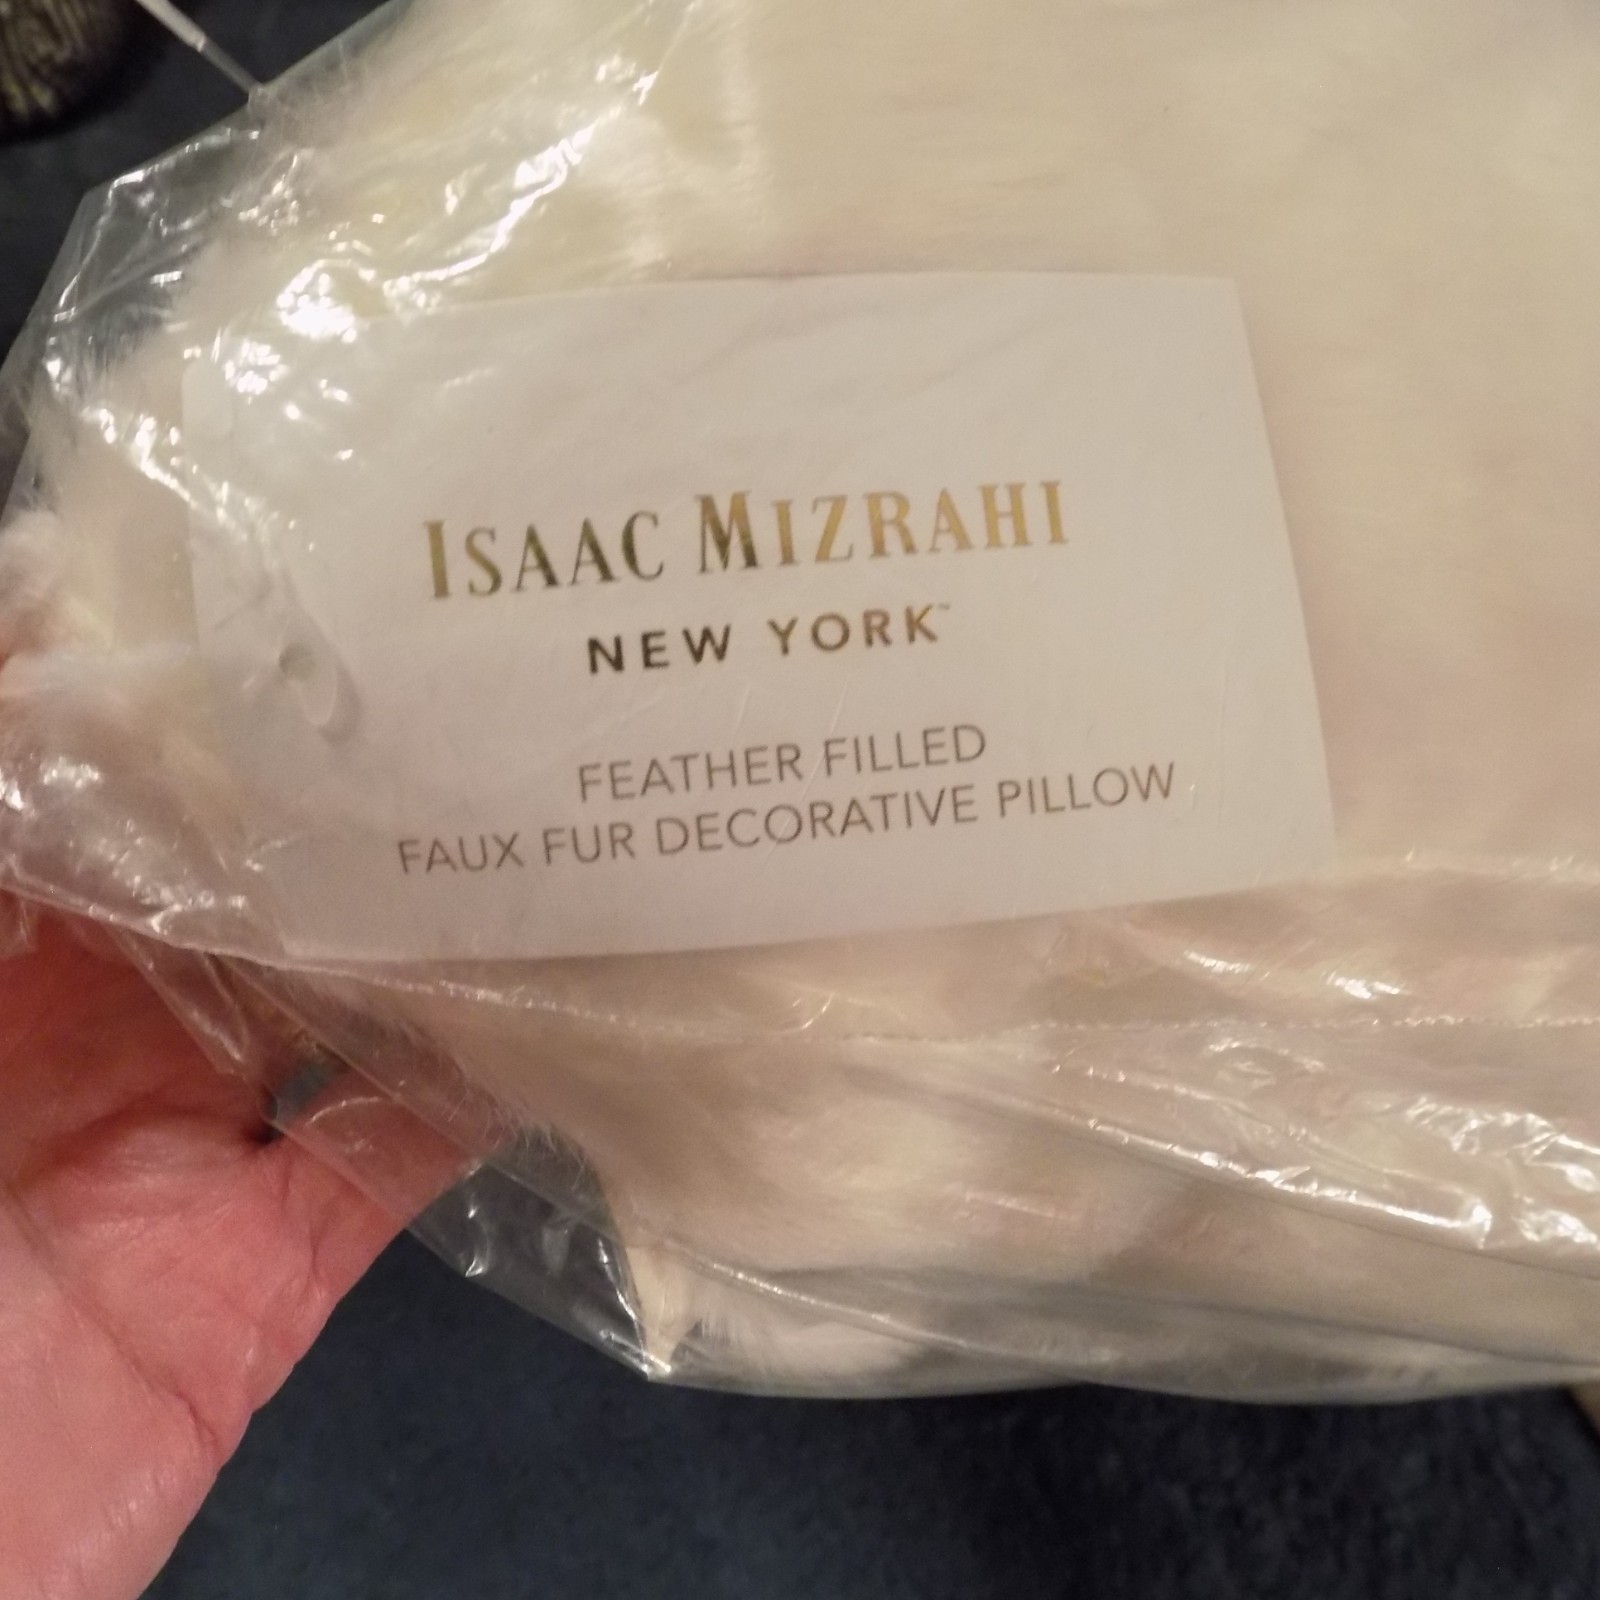 ISAAC MIZRAHI
NEW YORK™
FEATHER FILLED
FAUX FUR DECORATIVE PILLOW